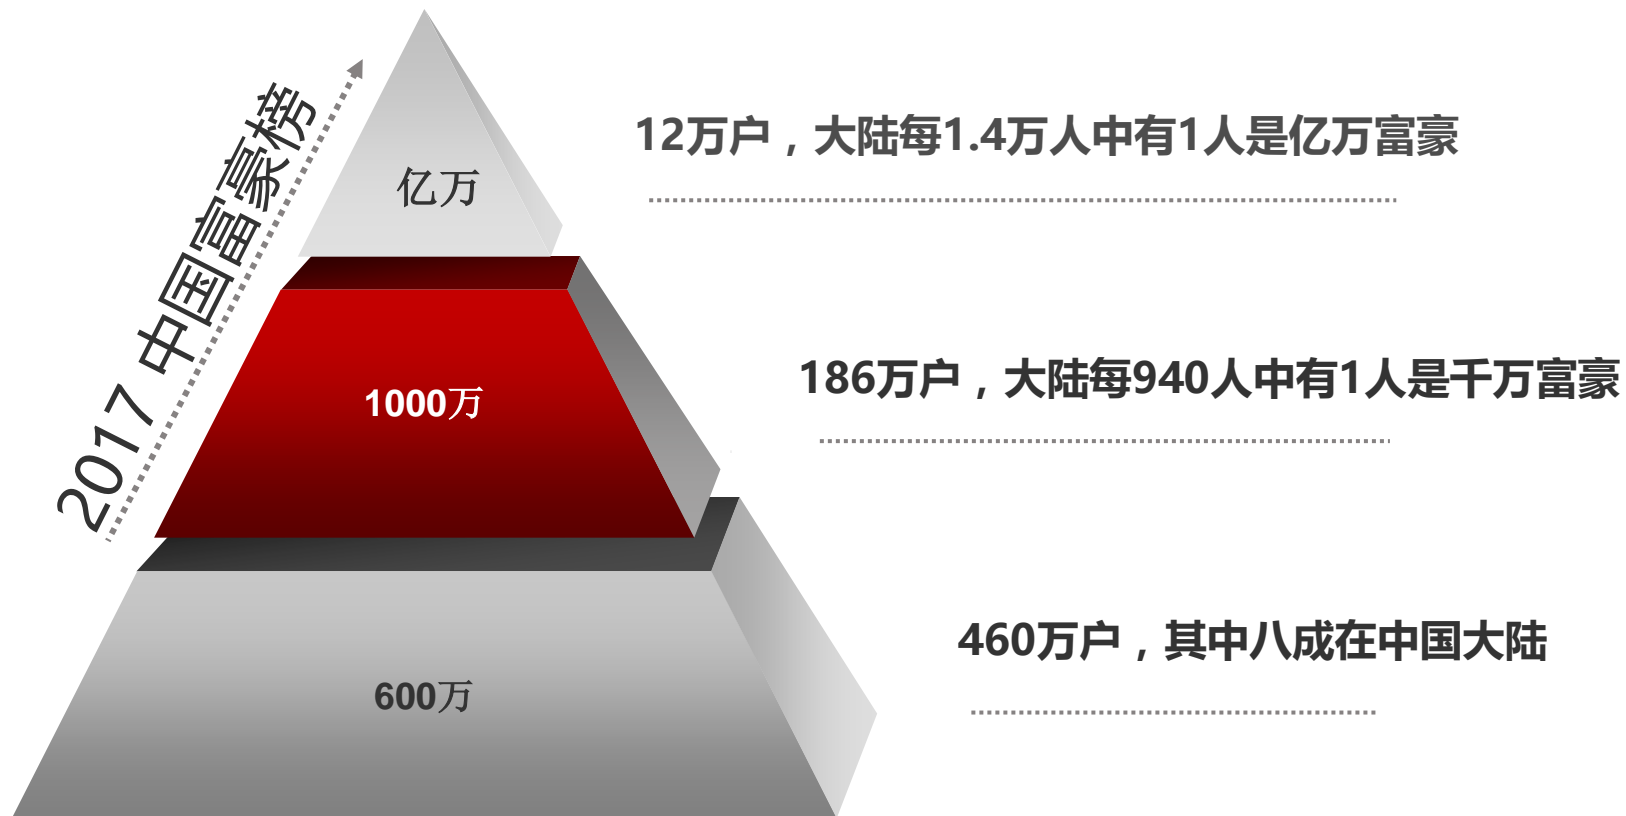 2017 中国富豪榜
亿万
12万户，大陆每1.4万人中有1人是亿万富豪
1000万
186万户，大陆每940人中有1人是千万富豪
600万
460万户，其中八成在中国大陆